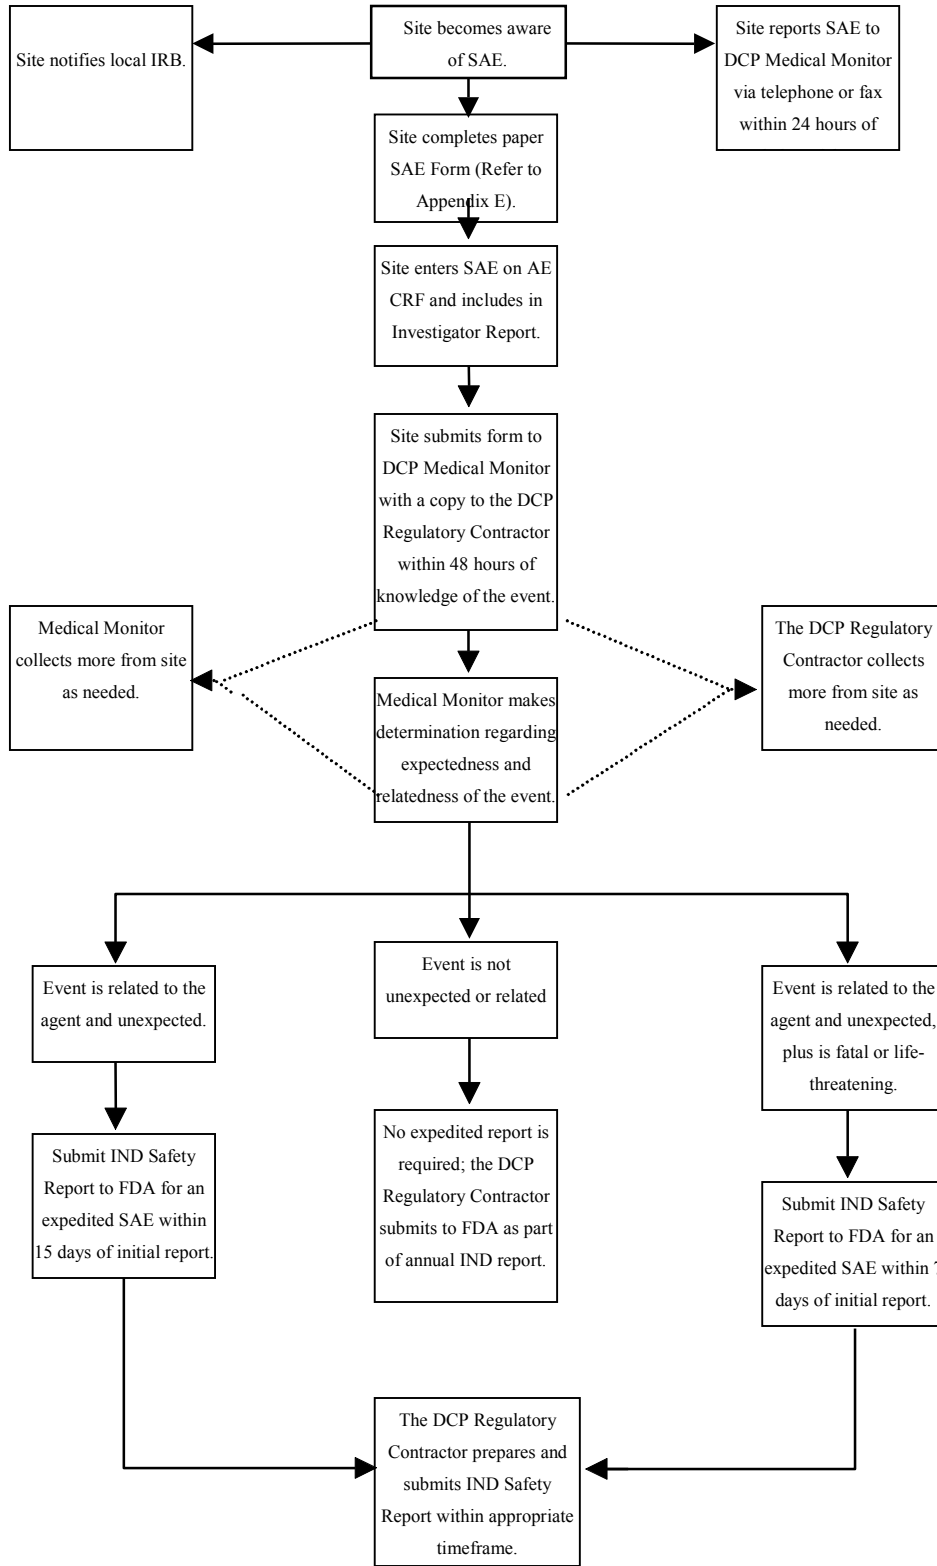 Site notifies local IRB.
Site becomes aware
of SAE.
Site reports SAE to
DCP Medical Monitor
via telephone or fax
within 24 hours of
Site completes paper
SAE Form (Refer to
Appendix E).
Site enters SAE on AE
CRF and includes in
Investigator Report.
Site submits form to
DCP Medical Monitor
with a copy to the DCP
Regulatory Contractor
within 48 hours of
knowledge of the event.
Medical Monitor
collects more from site
as needed.
The DCP Regulatory
Contractor collects
more from site as
needed.
Medical Monitor makes
determination regarding
expectedness and
relatedness of the event.
Event is related to the
agent and unexpected.
Event is not
unexpected or related
Event is related to the
agent and unexpected,
plus is fatal or life-
threatening.
Submit IND Safety
Report to FDA for an
expedited SAE within
15 days of initial report.
No expedited report is
required; the DCP
Regulatory Contractor
submits to FDA as part
of annual IND report.
Submit IND Safety
Report to FDA for an
expedited SAE within 7
days of initial report.
The DCP Regulatory
Contractor prepares and
submits IND Safety
Report within appropriate
timeframe.